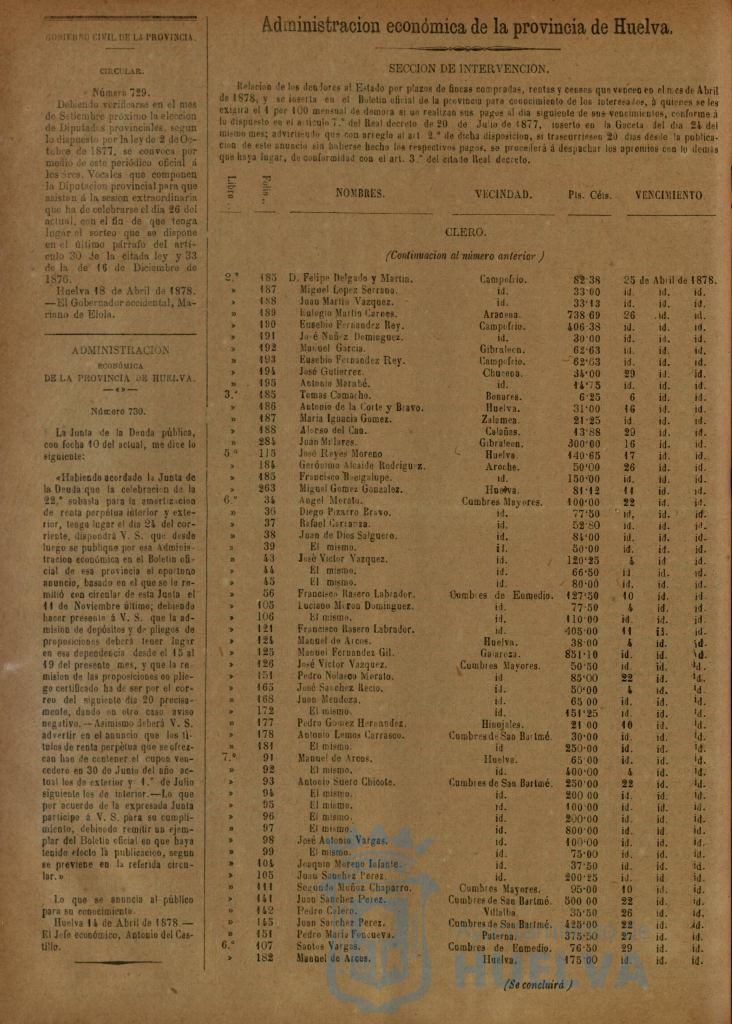 GOBIERNO CIVIL DE LA PROVINCIA.
CIRCULAR.
Número 729.
Debiendo verificarse en el mes
de Setiembre próximo la eleccion
de Diputados provinciales, segun
lo dispuesto por la ley de 2 de Oc-
tubre de 1877, se convoca por
medio de este periódico oficial á
los Sres. Vocales que componen
la Diputacion provincial para que
asistan á la sesion extraordinaria
que ha de celebrarse el dia 26 del
actual, con el fin de que tenga
lugar el sorteo que se dispone
en el último párrafo del artí-
culo 30 de la citada ley y 33
de la de 16 de Diciembre de
1876.
Huelva 18 de Abril de 1878.
—El Gobernador accidental, Ma-
riano de Elola.
ADMINISTRACION
ECONÓMICA
DE LA PROVINCIA DE HUELVA.
Número 730.
La Junta de la Deuda pública,
con fecha 10 del actual, me dice lo
siguiente:
«Habiendo acordado la Junta de
la Deuda que la celebracion de la
22.ª subasta para la amortizacion
de renta perpétua interior y exte-
rior, tenga lugar el dia 24 del cor-
riente, dispondrá V. S. que desde
luego se publique por esa Adminis-
tracion económica en el Boletin ofi-
cial de esa provincia el oportuno
anuncio, basado en el que se le re-
mitió con circular de esta Junta el
11 de Noviembre último; debiendo
hacer presente á V. S. que la ad-
mision de depósitos y de pliegos de
proposiciones deberá tener lugar
en esa dependencia desde el 15 al
19 del presente mes, y que la re-
mision de las proposiciones en plie-
go certificado ha de ser por el cor-
reo del siguiente dia 20 precisa-
mente, dando en otro caso aviso
negativo.—Asimismo deberá V. S.
advertir en el anuncio que los tí-
tulos de renta perpétua que se ofrez-
can han de contener el cupon ven-
cedero en 30 de Junio del año ac-
tual los de exterior y 1.º de Julio
siguiente los de interior.—Lo que
por acuerdo de la expresada Junta
participo á V. S. para su cumpli-
miento, debiendo remitir un ejem-
plar del Boletin oficial en que haya
tenido efecto la publicacion, segun
se previene en la referida circu-
lar.»
Lo que se anuncia al público
para su conocimiento.
Huelva 14 de Abril de 1878.—
El Jefe económico, Antonio del Cas-
tillo.
Administracion económica de la provincia de Huelva.
SECCION DE INTERVENCION.
Relacion de los deudores al Estado por plazos de fincas compradas, rentas y censos que vencen en el mes de Abril
de 1878, y se inserta en el Boletin oficial de la provincia para conocimiento de los interesados, á quienes se les
exigirá el 1 por 100 mensual de demora si no realizan sus pagos al dia siguiente de sus vencimientos, conforme á
lo dispuesto en el artículo 7.º del Real decreto de 20 de Julio de 1877, inserto en la Gaceta del dia 24 del
mismo mes; advirtiendo que con arreglo al art. 2.º de dicha disposicion, si trascurriesen 20 dias desde la publica-
cion de este anuncio sin haberse hecho los respectivos pagos, se procederá á despachar los apremios con lo demás
que haya lugar, de conformidad con el art. 3.º del citado Real decreto.
Libro. Folio. NOMBRES. VECINDAD. Pts. Céts. VENCIMIENTO
CLERO.
(Continuacion al número anterior)
2.º 185 D. Felipe Delgado y Martin. Campofrio. 82·38 25 de Abril de 1878.
» 187 Miguel Lopez Serrano. id. 33·00 id. id. id.
» 188 Juan Martin Vazquez. id. 33·13 id. id. id.
» 189 Eulogio Martin Carnes. Aracena. 738 69 26 id. id.
» 190 Eusebio Fernandez Rey. Campofrio. 406·38 id. id. id.
» 191 José Nuñez Dominguez. id. 30·00 id. id. id.
» 192 Manuel Garcia. Gibraleon. 62·63 id. id. id.
» 193 Eusebio Fernandez Rey. Campofrio. 62·63 id. id. id.
» 194 José Gutierrez. Chucena. 34·00 29 id. id.
» 195 Antonio Marabé. id. 14·75 id. id. id.
3.º 185 Tomas Camacho. Bonares. 6·25 6 id. id.
» 186 Antonio de la Corte y Bravo. Huelva. 31·00 16 id. id.
» 187 Maria Ignacia Gomez. Zalamea. 21·25 id. id. id.
» 188 Alonso del Can. Calañas. 13·88 29 id. id.
» 284 Juan Millares. Gibraleon. 300·00 16 id. id.
5.º 115 José Reyes Moreno Huelva. 140·65 17 id. id.
» 184 Gerónimo Alcaide Rodriguez. Aroche. 50·00 26 id. id.
» 185 Francisco id. 150·00 id. id. id.
» 263 Miguel Gomez Gonzalez. Huelva. 81·12 11 id. id.
6.º 34 Angel Morato. Cumbres Mayores. 100·00 22 id. id.
» 36 Diego Pizarro Bravo. id. 77·50 id. id. id.
» 37 Rafael Carranza. id. 52·80 id. id. id.
» 38 Juan de Dios Salguero. id. 84·00 id. id. id.
» 39 El mismo. id. 50·00 id. id. id.
» 43 José Victor Vazquez. id. 120·25 4 id id.
» 44 El mismo. id. 66·50 id id. id.
» 45 El mismo. id. 80·00 id. id. id.
» 56 Francisco Rasero Labrador. Cumbres de Enmedio. 127·50 10 id. id.
» 105 Luciano Moron Dominguez. id. 77·50 4 id. id.
» 106 El mismo. id. 110·00 id. id. id.
» 121 Francisco Rasero Labrador. id. 405·00 11 id. id.
» 124 Manuel de Arcos. Huelva. 38·00 4 id. id.
» 125 Manuel Fernandez Gil. Galaroza. 851·10 id. id. id.
» 126 José Victor Vazquez. Cumbres Mayores. 50·50 id. id. id.
» 151 Pedro Nolasco Morato. id 85·00 22 id. id.
» 165 José Sanchez Recio. id. 50·00 4 id. id.
» 168 Juan Mendoza. id. 65 00 id. id. id.
» 172 El mismo. id. 151·25 id. id. id.
» 177 Pedro Gomez Hernandez. Hinojales. 21 00 10 id. id.
» 178 Antonio Lemos Carrasco. Cumbres de San Bartmé. 30·00 id. id. id.
» 181 El mismo. id 250·00 id. id. id.
7.º 91 Manuel de Arcos. Huelva. 65·00 id. id. id.
» 92 El mismo. id. 400·00 4 id. id.
» 93 Antonio Suero Chicote. Cumbres de San Bartmé. 250·00 22 id. id.
» 94 El mismo. id. 200 00 id. id. id.
» 95 El mismo. id. 100 00 id. id. id.
» 96 El mismo. id. 200·00 id. id. id.
» 97 El mismo. id. 800·00 id. id. id.
» 98 José Antonio Vargas. id. 100·00 id. id. id.
» 99 El mismo. id. 75·00 id. id. id.
» 104 Joaquin Moreno Infante. id. 37·50 id. id. id.
» 105 Juan Sanchez Perez. id. 200·25 id. id. id.
» 111 Segundo Muñoz Chaparro. Cumbres Mayores. 95·00 10 id. id.
» 141 Juan Sanchez Perez. Cumbres de San Bartmé. 500 00 22 id. id.
» 142 Pedro Calero. Villalba. 35·50 26 id. id.
» 145 Juan Sanchez Perez. Cumbres de San Bartmé. 425·00 22 id. id.
» 151 Pedro Maria Fencueva. Paterna. 375·50 27 id. id.
6.º 107 Santos Vargas. Cumbres de Enmedio. 76·50 29 id. id.
» 182 Manuel de Arcos. Huelva. 175·00 id. id. id.
(Se concluirá)
HUELVA